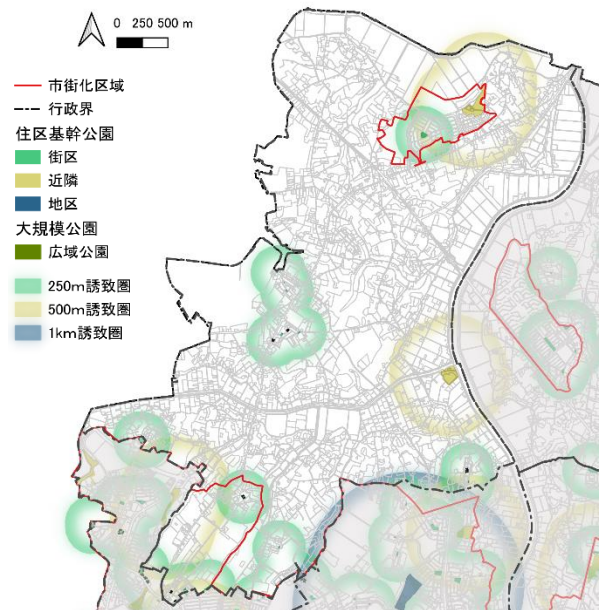 0 250 500 m
市街化区域
行政界
住区基幹公園
街区
近隣
地区
大規模公園
広域公園
250m誘致圏
500m誘致圏
1km誘致圏